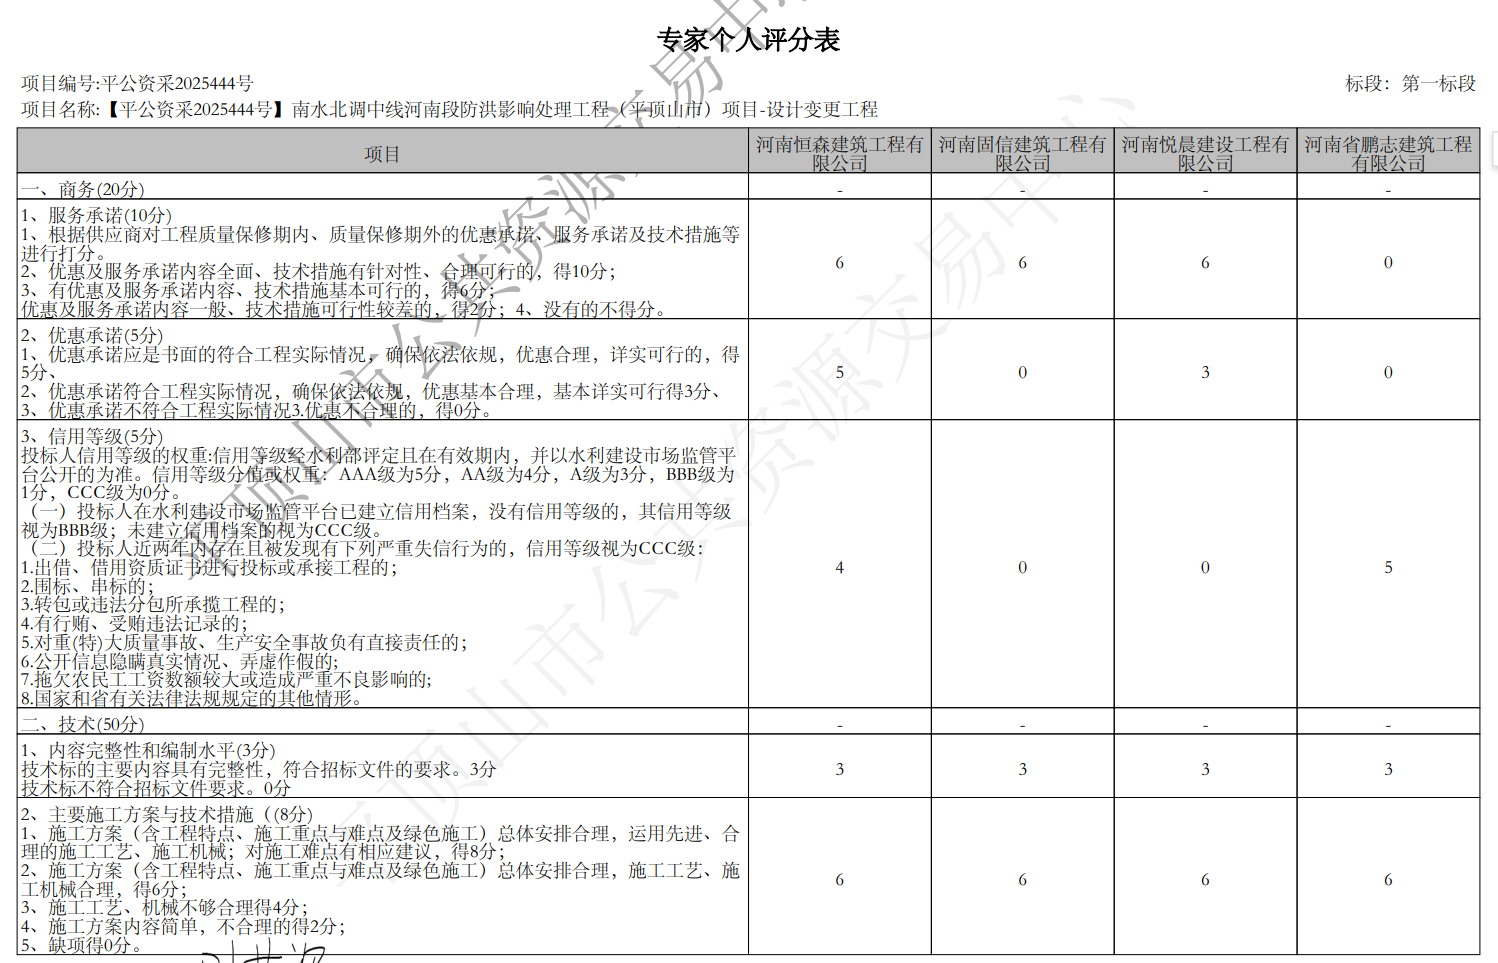 专家个人评分表
项目编号:平公资采2025444号
标段：第一标段
项目名称:【平公资采2025444号】南水北调中线河南段防洪影响处理工程（平顶山市）项目-设计变更工程
项目
河南恒森建筑工程有限公司
河南固信建筑工程有限公司
河南悦晨建设工程有限公司
河南省鹏志建筑工程有限公司
一、商务(20分)
- - - -
1、服务承诺(10分)
1、根据供应商对工程质量保修期内、质量保修期外的优惠承诺、服务承诺及技术措施等
进行打分。
2、优惠及服务承诺内容全面、技术措施有针对性、合理可行的，得10分；
3、有优惠及服务承诺内容、技术措施基本可行的，得6分；
优惠及服务承诺内容一般、技术措施可行性较差的，得2分；4、没有的不得分。
6 6 6 0
2、优惠承诺(5分)
1、优惠承诺应是书面的符合工程实际情况，确保依法依规，优惠合理，详实可行的，得
5分、
2、优惠承诺符合工程实际情况，确保依法依规，优惠基本合理，基本详实可行得3分、
3、优惠承诺不符合工程实际情况3.优惠不合理的，得0分。
5 0 3 0
3、信用等级(5分)
投标人信用等级的权重:信用等级经水利部评定且在有效期内，并以水利建设市场监管平
台公开的为准。信用等级分值或权重：AAA级为5分，AA级为4分，A级为3分，BBB级为
1分，CCC级为0分。
（一）投标人在水利建设市场监管平台已建立信用档案，没有信用等级的，其信用等级
视为BBB级；未建立信用档案的视为CCC级。
（二）投标人近两年内存在且被发现有下列严重失信行为的，信用等级视为CCC级：
1.出借、借用资质证书进行投标或承接工程的；
2.围标、串标的；
3.转包或违法分包所承揽工程的；
4.有行贿、受贿违法记录的；
5.对重(特)大质量事故、生产安全事故负有直接责任的；
6.公开信息隐瞒真实情况、弄虚作假的；
7.拖欠农民工工资数额较大或造成严重不良影响的;
8.国家和省有关法律法规规定的其他情形。
4 0 0 5
二、技术(50分)
- - - -
1、内容完整性和编制水平(3分)
技术标的主要内容具有完整性，符合招标文件的要求。3分
技术标不符合招标文件要求。0分
3 3 3 3
2、主要施工方案与技术措施（(8分)
1、施工方案（含工程特点、施工重点与难点及绿色施工）总体安排合理，运用先进、合
理的施工工艺、施工机械；对施工难点有相应建议，得8分；
2、施工方案（含工程特点、施工重点与难点及绿色施工）总体安排合理，施工工艺、施
工机械合理，得6分；
3、施工工艺、机械不够合理得4分；
4、施工方案内容简单，不合理的得2分；
5、缺项得0分。
6 6 6 6
平顶山市公共资源交易中心
平顶山市公共资源交易中心